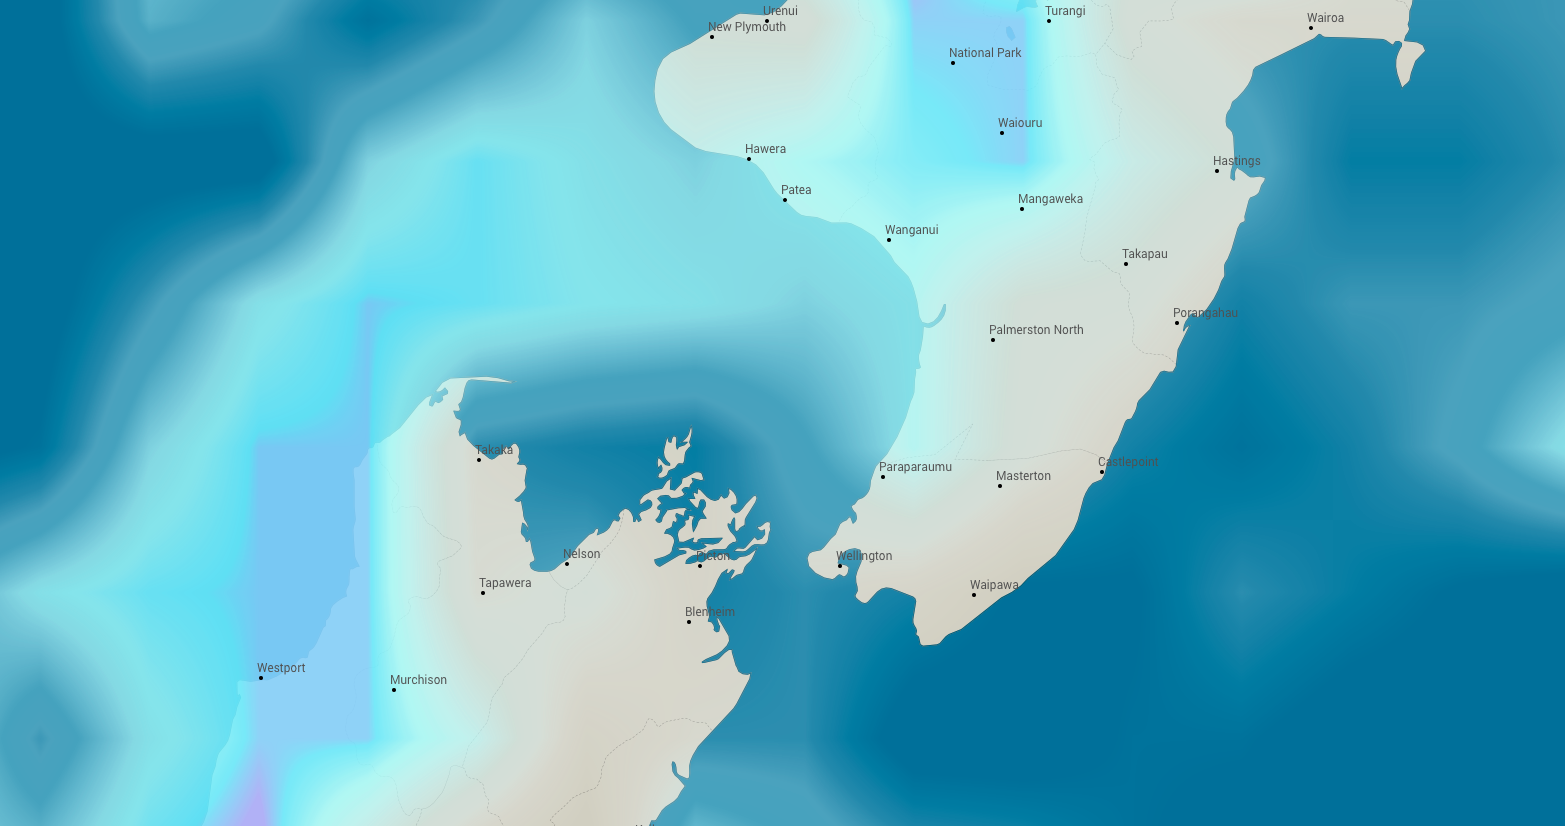 Urenui
Turangi
Wairoa
New Plymouth
National Park
Waiouru
Hawera
Hastings
Patea
Mangaweka
Wanganui
Takapau
Porangahau
Palmerston North
Takaka
Paraparaumu
Castlepoint
Masterton
Nelson
Picton
Wellington
Tapawera
Waipawa
Blenheim
Westport
Murchison